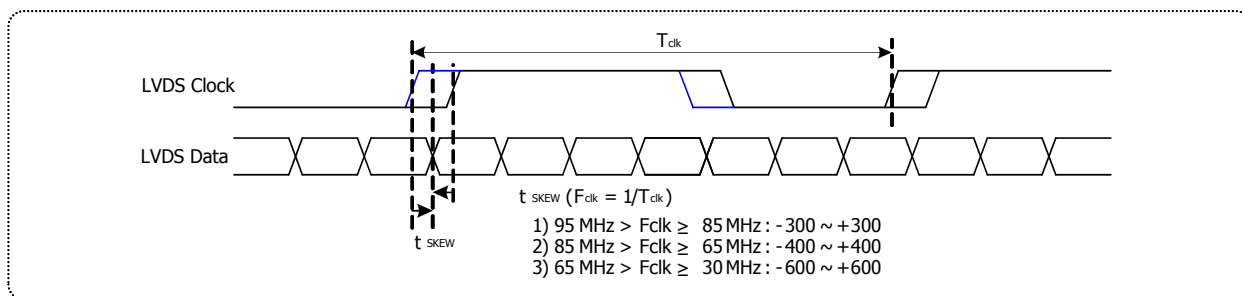 Tclk
LVDS Clock
LVDS Data
t SKEW (Fclk = 1/Tclk)
1) 95 MHz > Fclk ≥ 85 MHz : -300 ~ +300
2) 85 MHz > Fclk ≥ 65 MHz : -400 ~ +400
3) 65 MHz > Fclk ≥ 30 MHz : -600 ~ +600
t SKEW